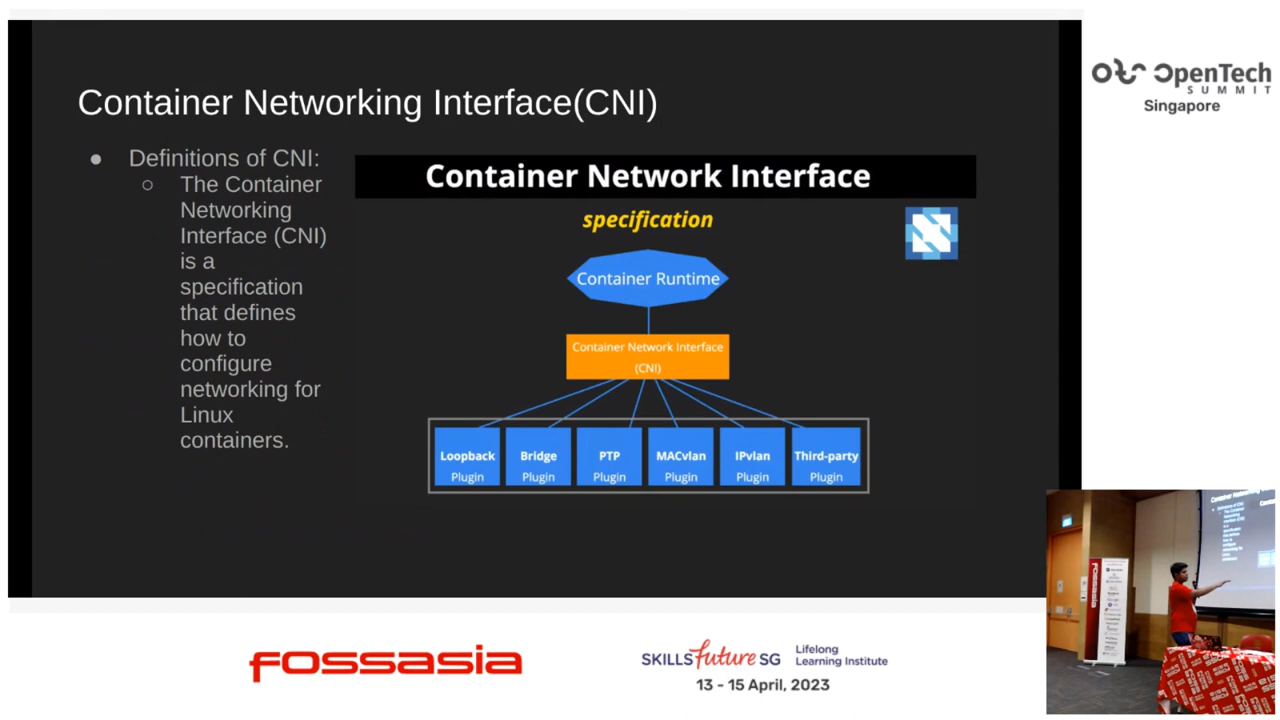 Container Networking Interface(CNI)
● Definitions of CNI:
○ The Container
Networking
Interface (CNI)
is a
specification
that defines
how to
configure
networking for
Linux
containers.
Container Network Interface
specification
Container Runtime
Container Network Interface
(CNI)
Loopback
Plugin
Bridge
Plugin
PTP
Plugin
MACvlan
Plugin
IPvlan
Plugin
Third-party
Plugin
OpenTech
SUMMIT
Singapore
fossasia
SKILLS future SG
Lifelong
Learning Institute
13 - 15 April, 2023
fossasia